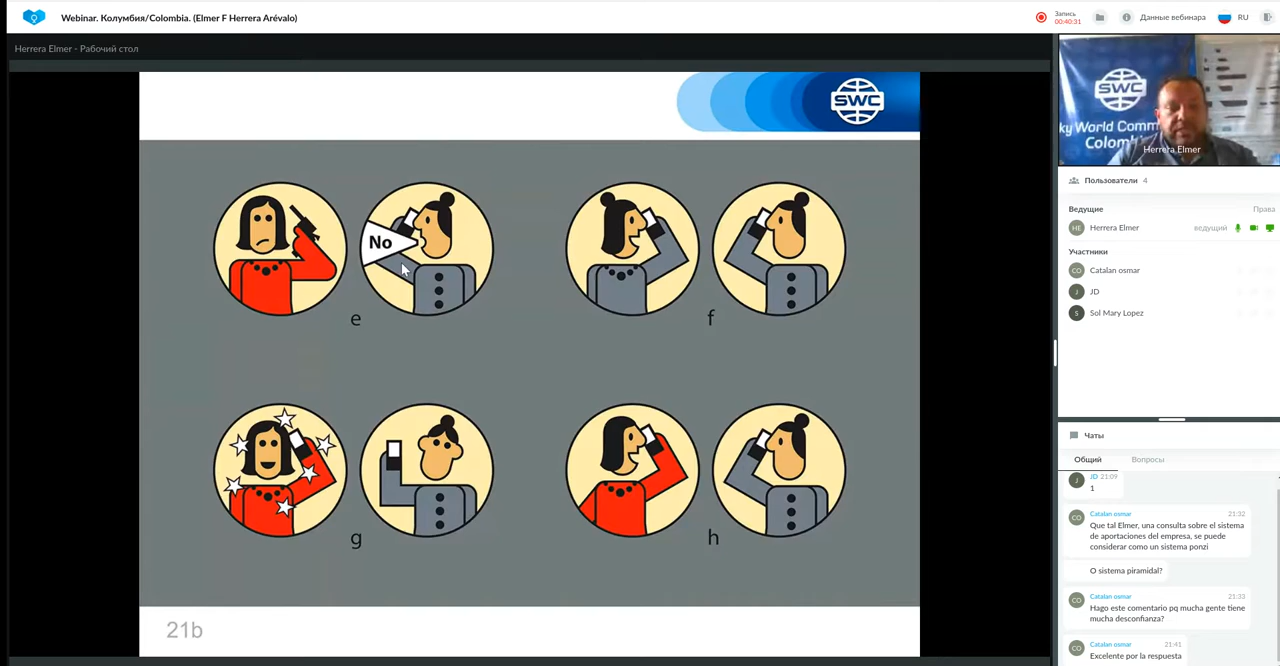 Webinar. Колумбия/Colombia. (Elmer F Herrera Arévalo)
Запись
00:40:31
Данные вебинара
RU
Herrera Elmer - Рабочий стол
SWC
No
e
f
g
h
21b
SWC
ky World Comm
Colom
Herrera Elmer
Пользователи 4
Ведущие
Права
HE
Herrera Elmer
ведущий
Участники
CO
Catalan osmar
J
JD
S
Sol Mary Lopez
Чаты
Общий
Вопросы
J
JD 21:09
1
CO
Catalan osmar 21:32
Que tal Elmer, una consulta sobre el sistema
de aportaciones del empresa, se puede
considerar como un sistema ponzi
O sistema piramidal?
CO
Catalan osmar 21:33
Hago este comentario pq mucha gente tiene
mucha desconfianza?
CO
Catalan osmar 21:41
Excelente por la respuesta